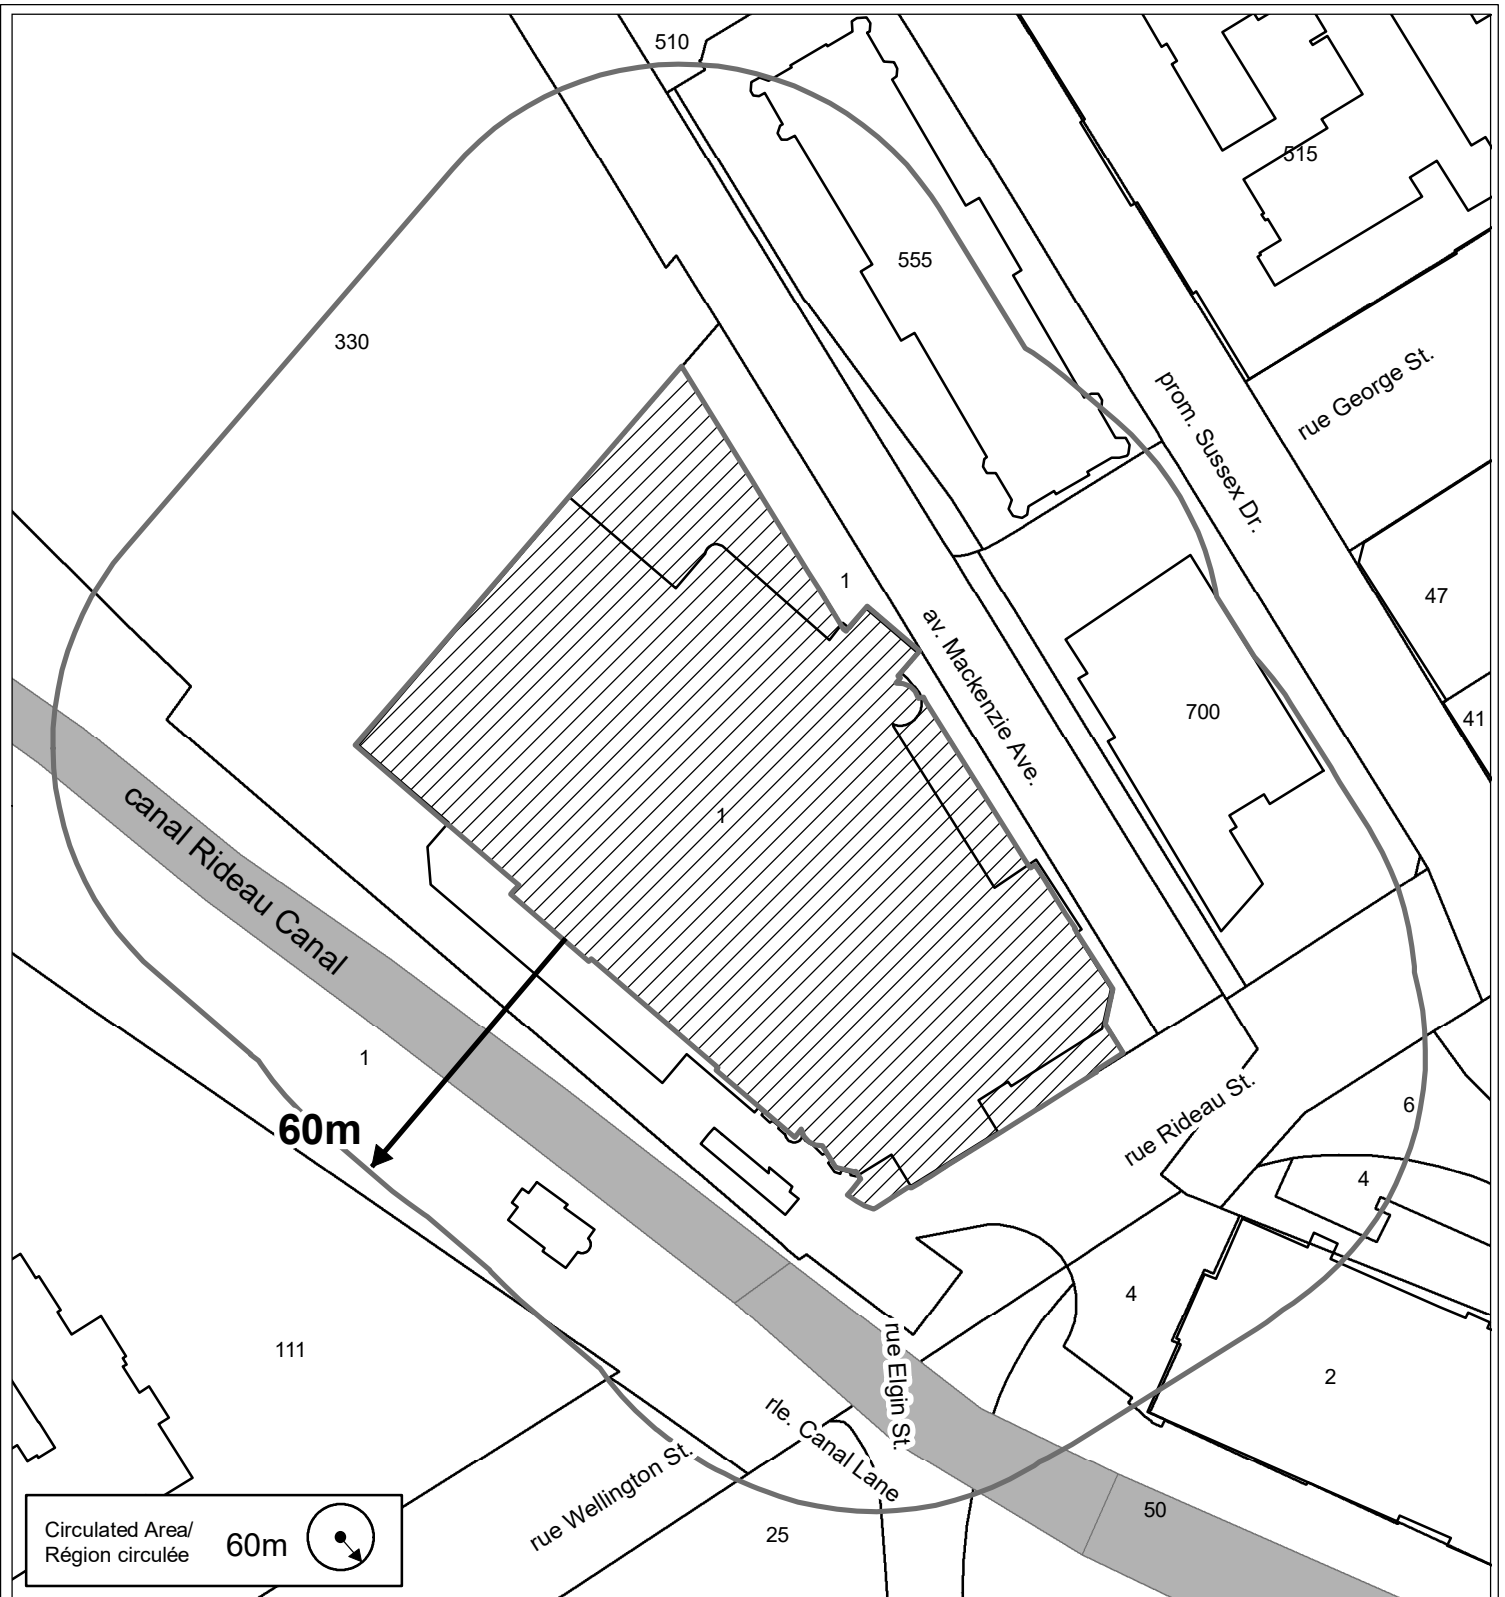 510
515
555
330
rue George St.
prom. Sussex Dr.
1
47
av. Mackenzie Ave.
700
41
1
canal Rideau Canal
1
60m
6
rue Rideau St.
4
4
111
rue Elgin St.
2
rle. Canal Lane
rue Wellington St.
50
25
Circulated Area/
Région circulée
60m